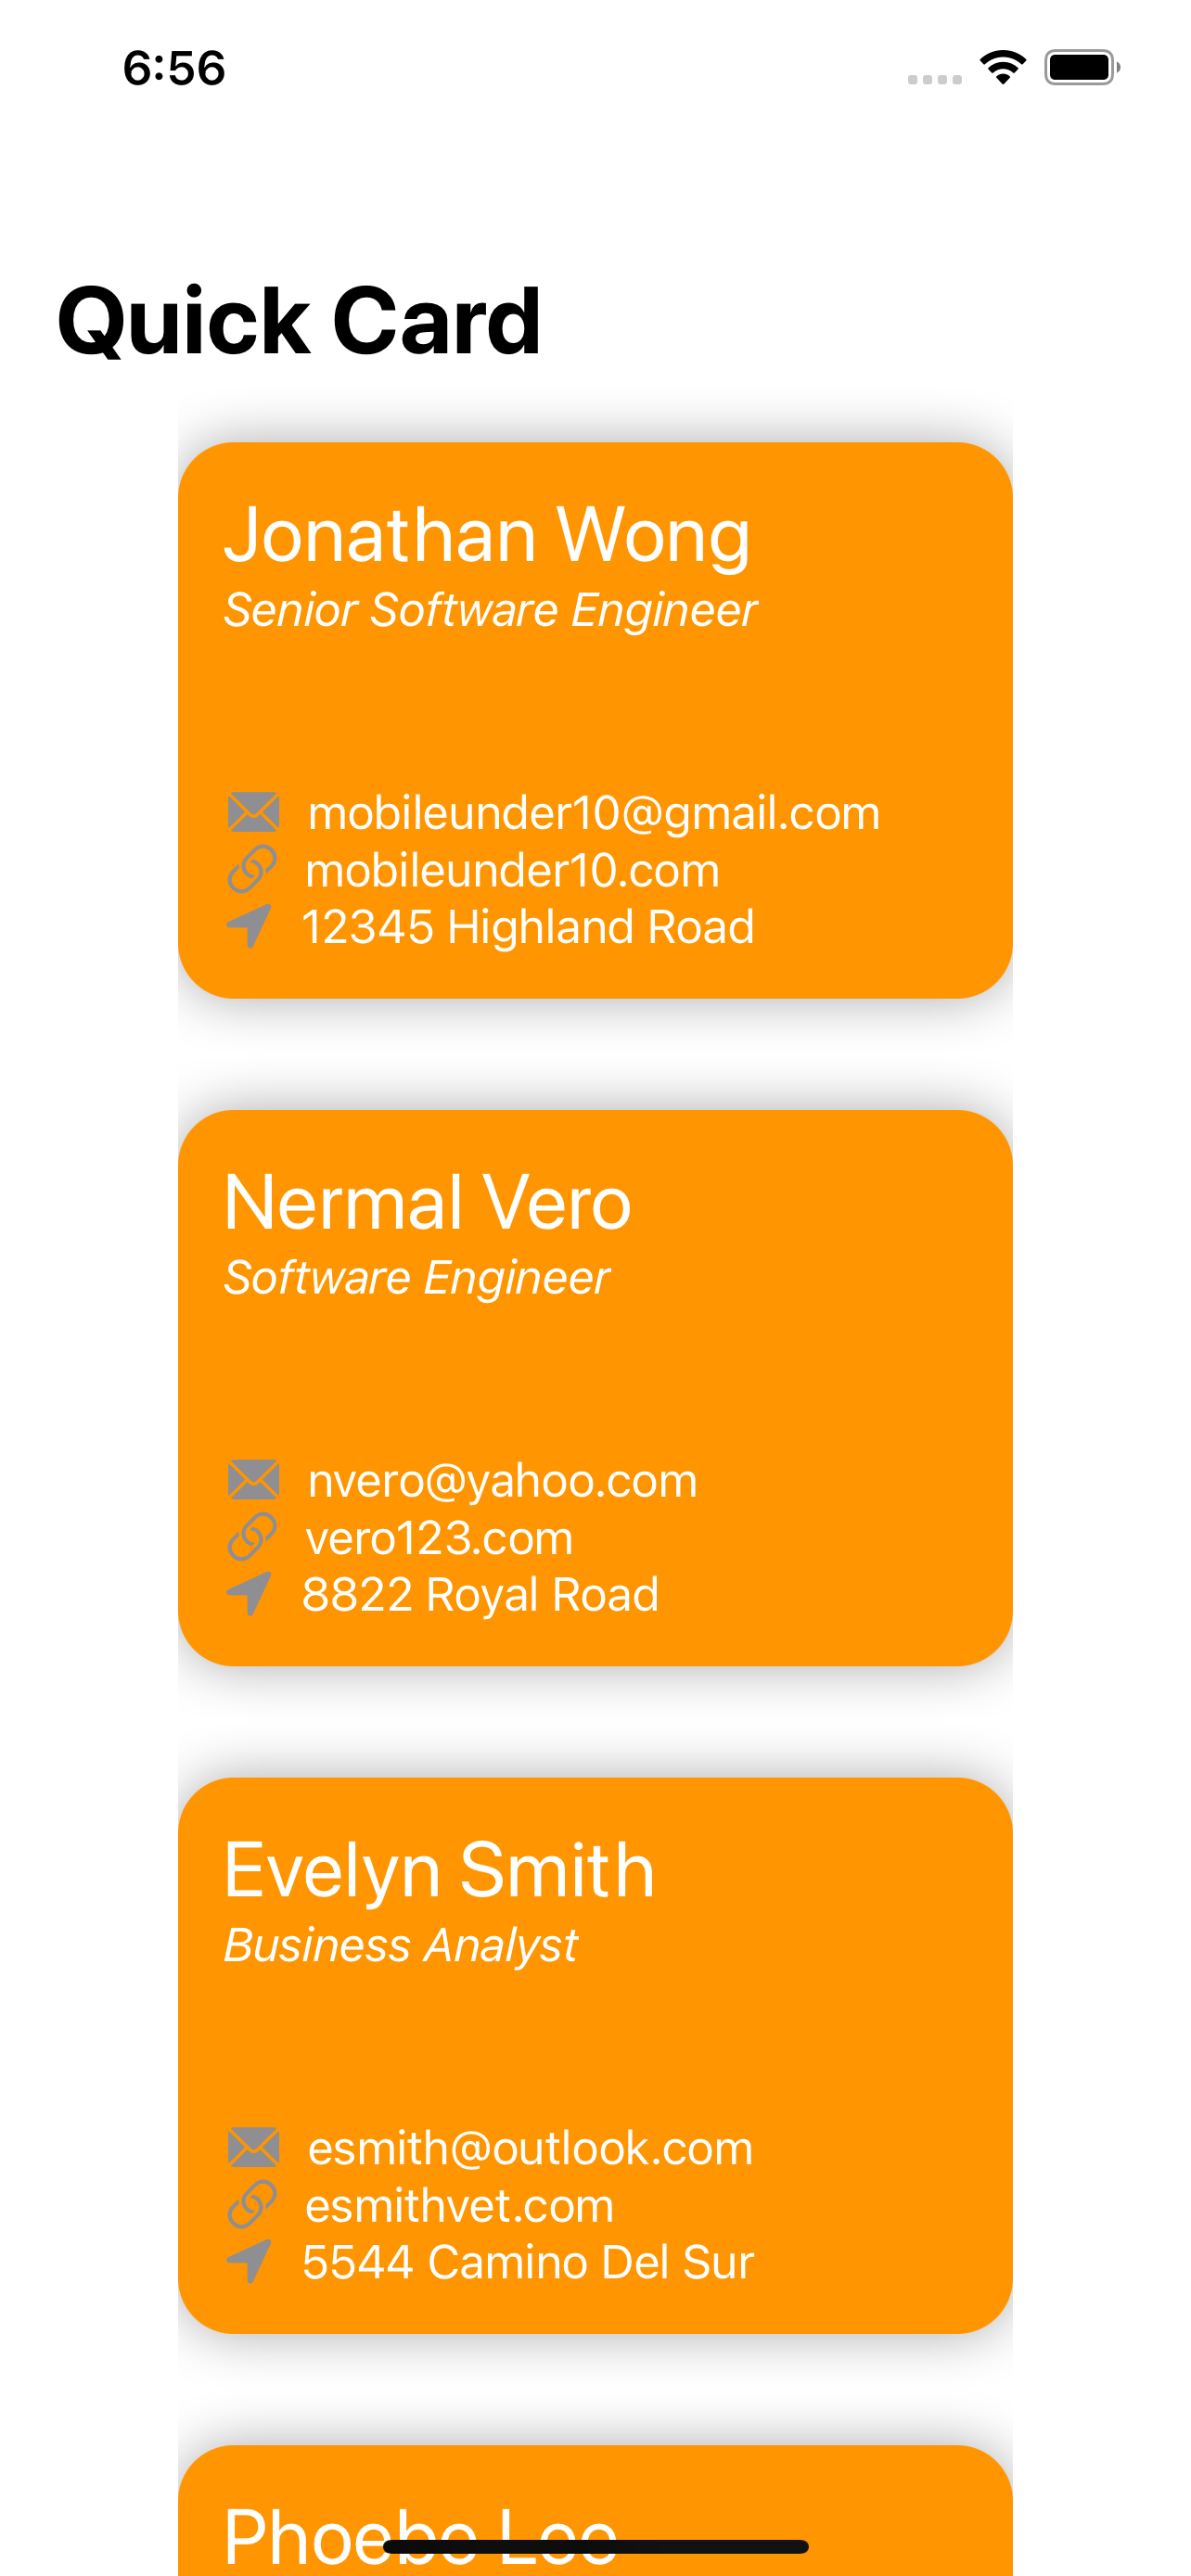 6:56
Quick Card
Jonathan Wong
Senior Software Engineer
mobileunder10@gmail.com
mobileunder10.com
12345 Highland Road
Nermal Vero
Software Engineer
nvero@yahoo.com
vero123.com
8822 Royal Road
Evelyn Smith
Business Analyst
esmith@outlook.com
esmithvet.com
5544 Camino Del Sur
Phoebe